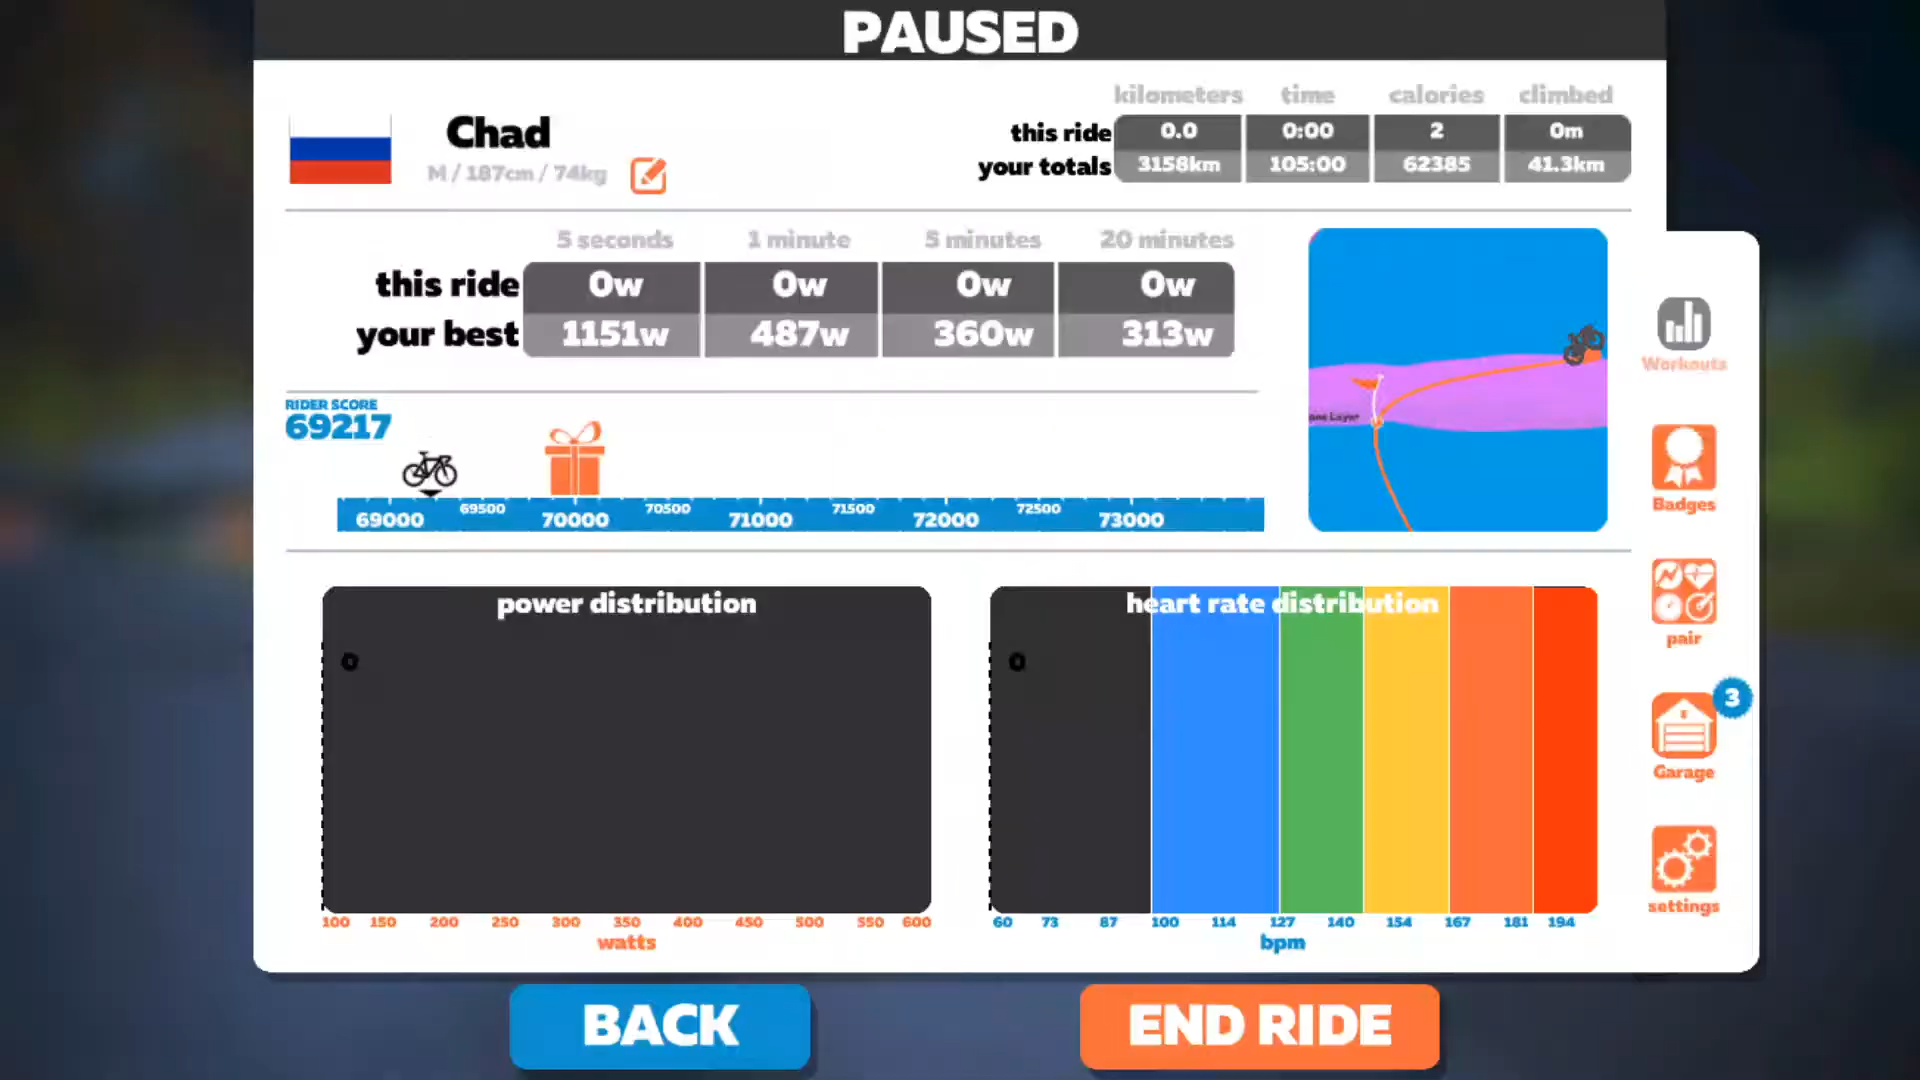 PAUSED
kilometers time calories climbed
Chad
this ride 0.0 0:00 2 0m
M / 187cm / 74kg
your totals 3158km 105:00 62385 41.3km
5 seconds 1 minute 5 minutes 20 minutes
this ride 0w 0w 0w 0w
your best 1151w 487w 360w 313w
Workouts
RIDER SCORE
69217
69000 69500 70000 70500 71000 71500 72000 72500 73000
Badges
power distribution
heart rate distribution
0
0
pair
3
Garage
settings
100 150 200 250 300 350 400 450 500 550 600
watts
60 73 87 100 114 127 140 154 167 181 194
bpm
BACK
END RIDE